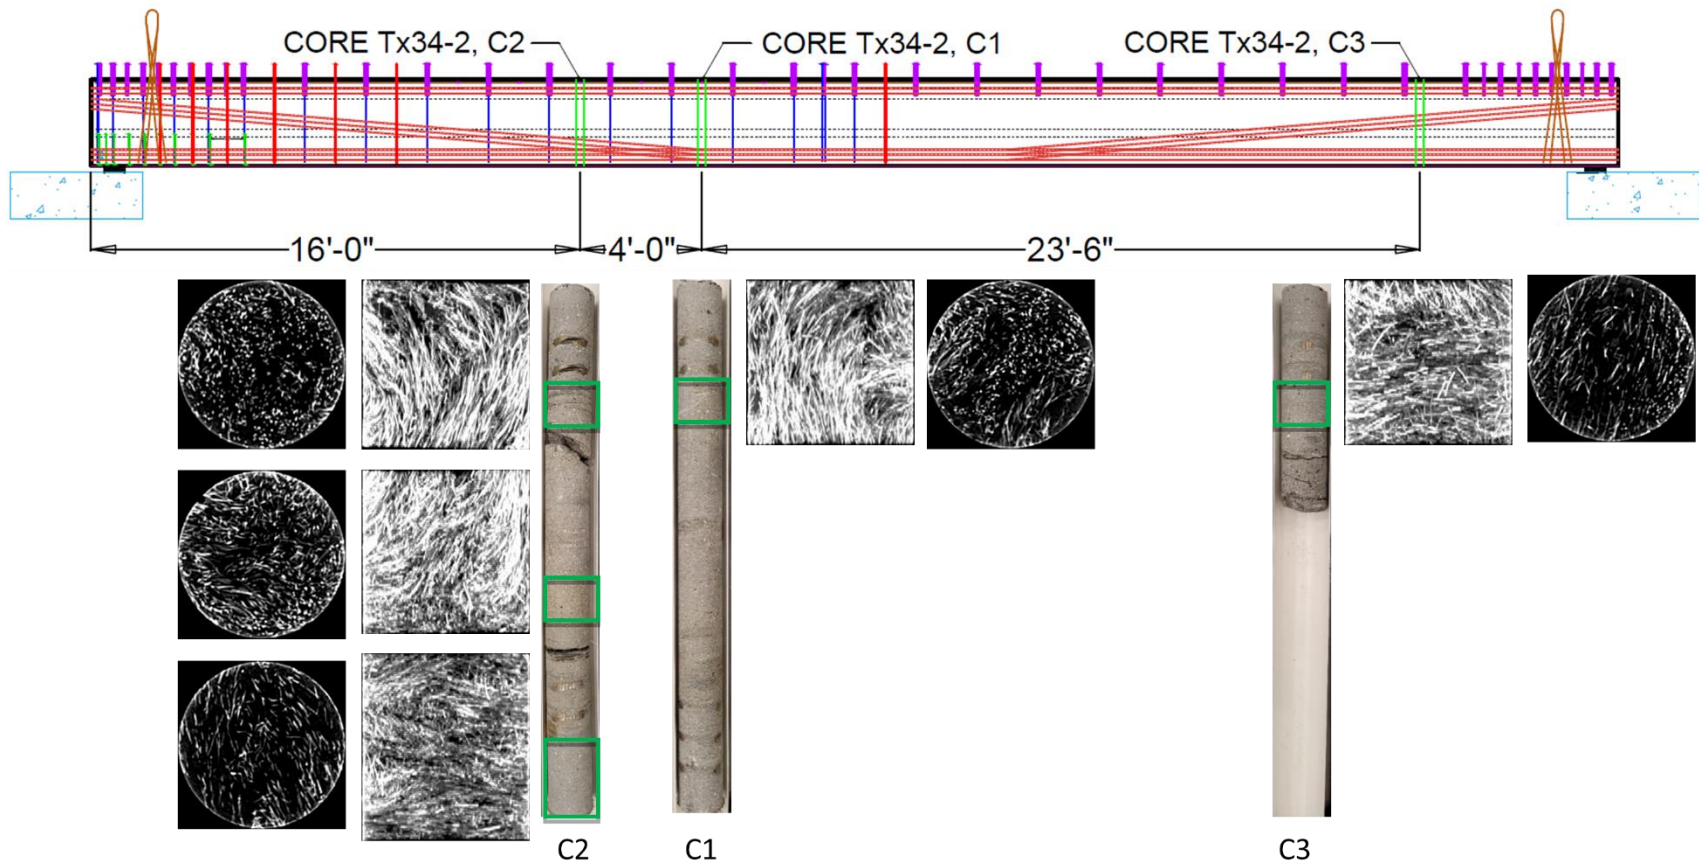 CORE Tx34-2, C2
CORE Tx34-2, C1
CORE Tx34-2, C3
16'-0"
4'-0"
23'-6"
C2
C1
C3